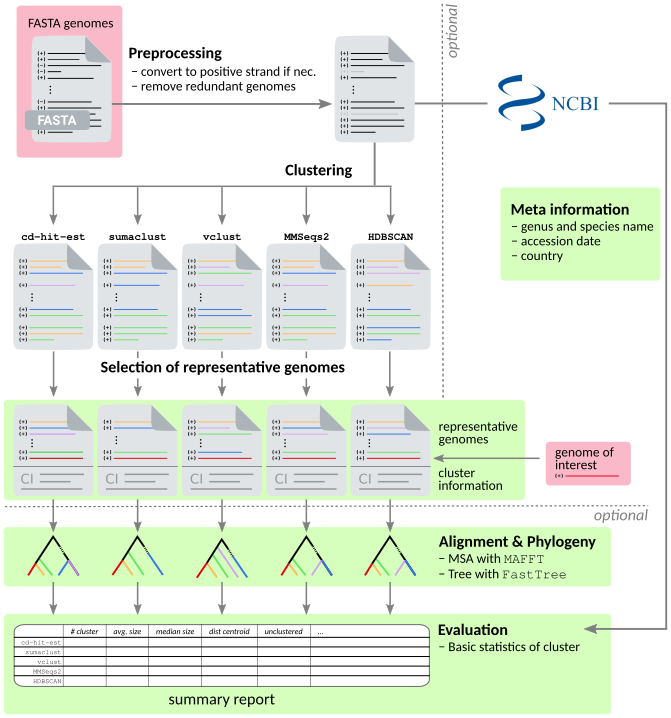 FASTA genomes
optional
Preprocessing
– convert to positive strand if nec.
– remove redundant genomes
FASTA
NCBI
Clustering
Meta information
– genus and species name
– accession date
– country
cd-hit-est
sumaclust
vclust
MMSeqs2
HDBSCAN
Selection of representative genomes
representative
genomes
cluster
information
genome of
interest
(+)
CI
CI
CI
CI
CI
optional
Alignment & Phylogeny
– MSA with MAFFT
– Tree with FastTree
Evaluation
– Basic statistics of cluster
# cluster avg. size median size dist centroid unclustered ...
cd-hit-est
sumaclust
vclust
MMSeqs2
HDBSCAN
summary report